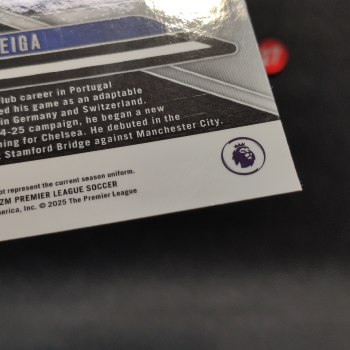 EIGA
lub career in Portugal
ed his game as an adaptable
in Germany and Switzerland.
4-25 campaign, he began a new
ning for Chelsea. He debuted in the
Stamford Bridge against Manchester City.
ot represent the current season uniform.
ZM PREMIER LEAGUE SOCCER
merica, Inc. © 2025 The Premier League